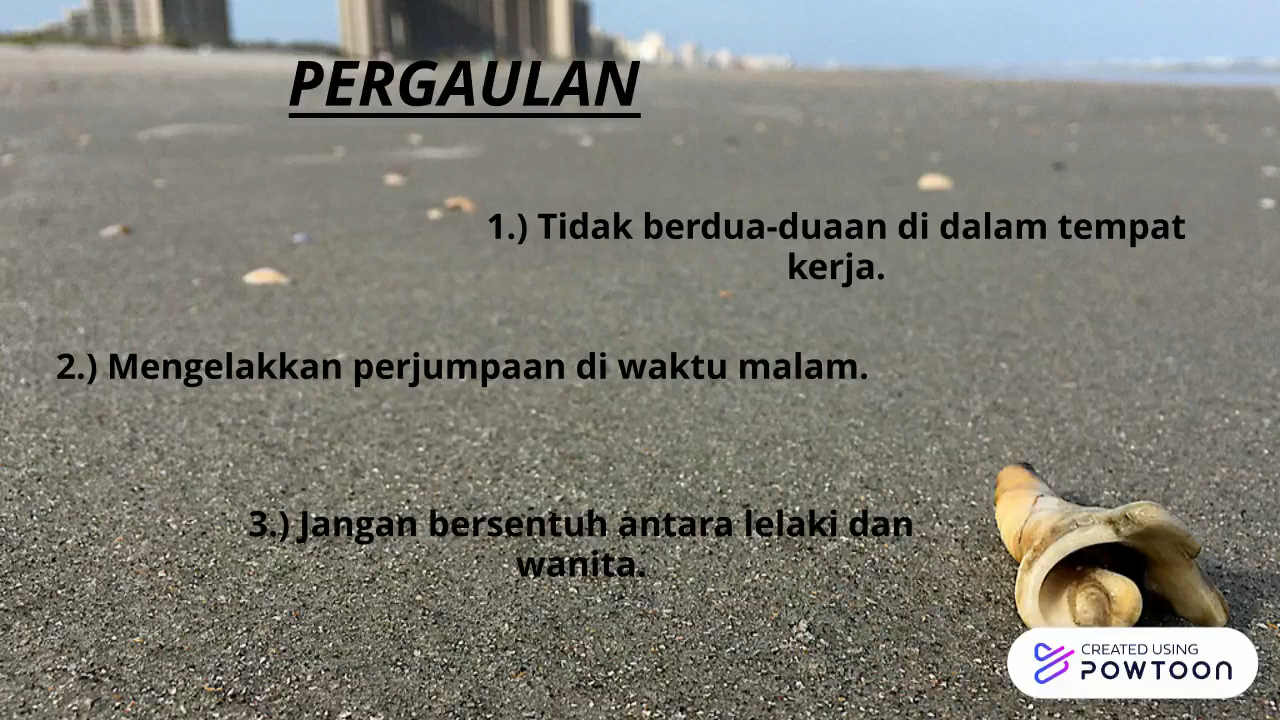 PERGAULAN
1.) Tidak berdua-duaan di dalam tempat
kerja.
2.) Mengelakkan perjumpaan di waktu malam.
3.) Jangan bersentuh antara lelaki dan
wanita.
CREATED USING
POWTOON